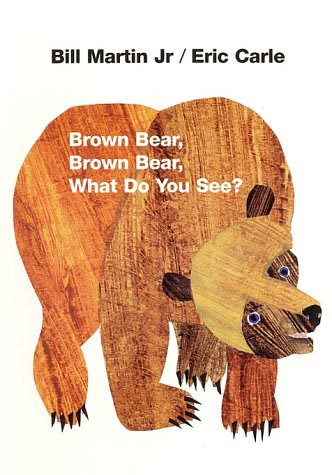 Bill Martin Jr / Eric Carle
Brown Bear,
Brown Bear,
What Do You See?